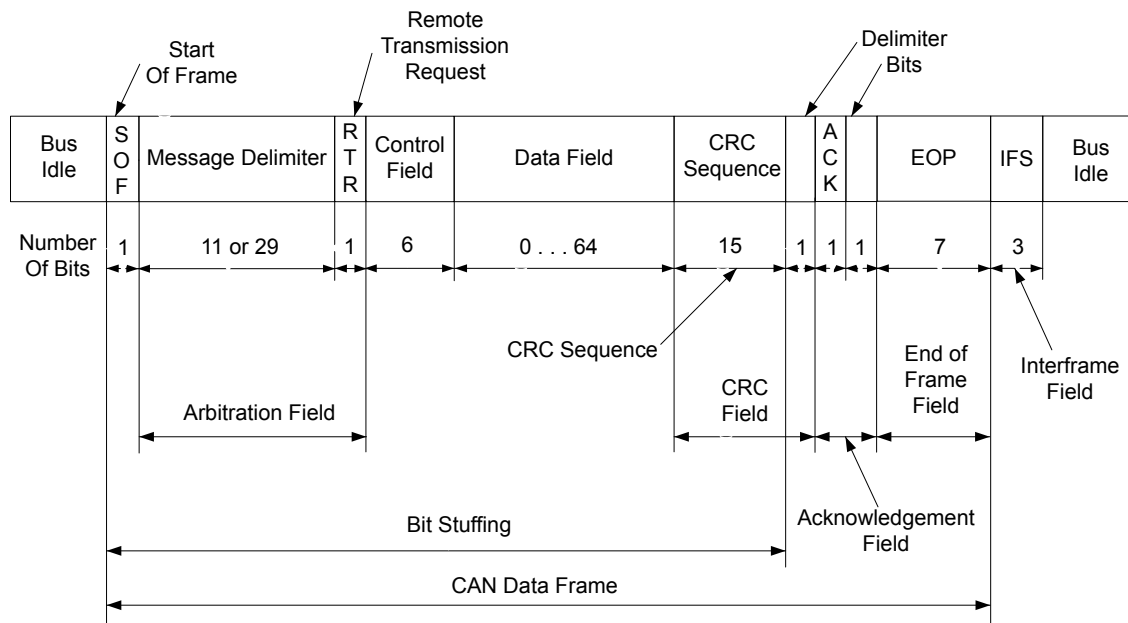 Start
Of Frame
Remote
Transmission
Request
Delimiter
Bits
Bus
Idle
S
O
F
Message Delimiter
R
T
R
Control
Field
Data Field
CRC
Sequence
A
C
K
EOP
IFS
Bus
Idle
Number
Of Bits
1
11 or 29
1
6
0 . . . 64
15
1
1
1
7
3
CRC Sequence
Arbitration Field
CRC
Field
End of
Frame
Field
Interframe
Field
Bit Stuffing
Acknowledgement
Field
CAN Data Frame